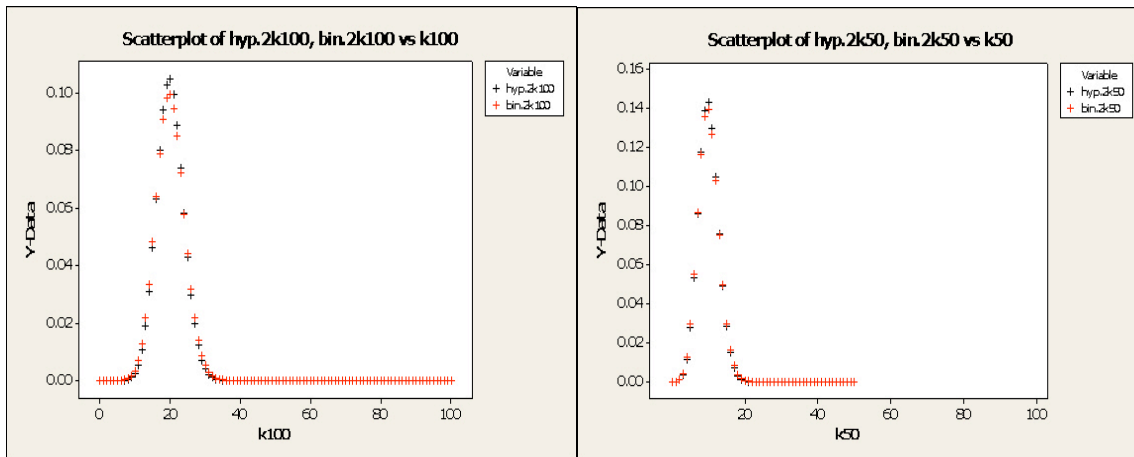 Scatterplot of hyp.2k100, bin.2k100 vs k100
Variable
+ hyp.2k100
+ bin.2k100
0.10
0.08
0.06
0.04
0.02
0.00
Y-Data
0 20 40 60 80 100
k100
Scatterplot of hyp.2k50, bin.2k50 vs k50
Variable
+ hyp.2k50
+ bin.2k50
0.16
0.14
0.12
0.10
0.08
0.06
0.04
0.02
0.00
Y-Data
20 40 60 80 100
k50